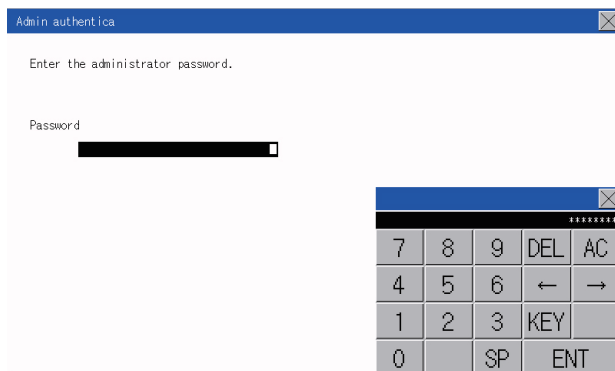 Admin authentica
Enter the administrator password.
Password
********
7 8 9 DEL AC
4 5 6 ← →
1 2 3 KEY
0 SP ENT